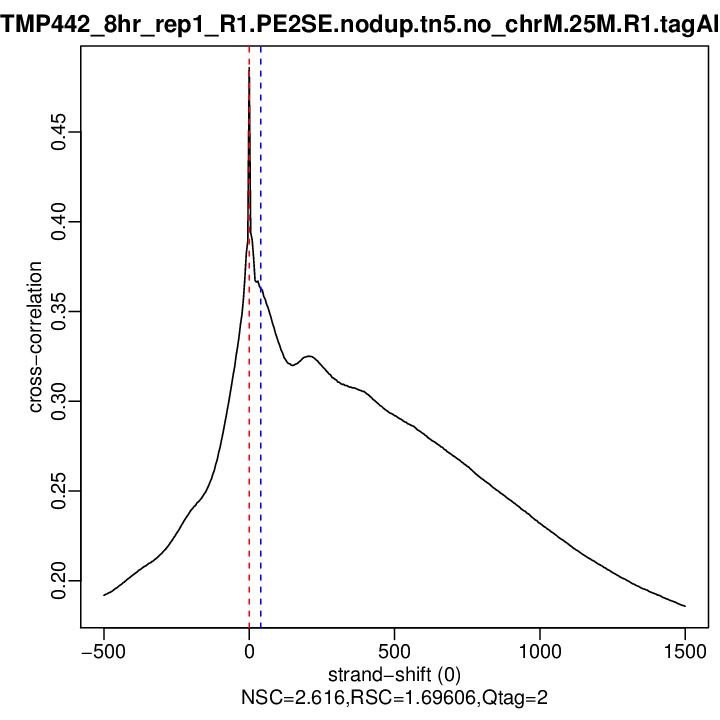 TMP442_8hr_rep1_R1.PE2SE.nodup.tn5.no_chrM.25M.R1.tagAl
cross−correlation
0.45
0.40
0.35
0.30
0.25
0.20
−500 0 500 1000 1500
strand−shift (0)
NSC=2.616,RSC=1.69606,Qtag=2